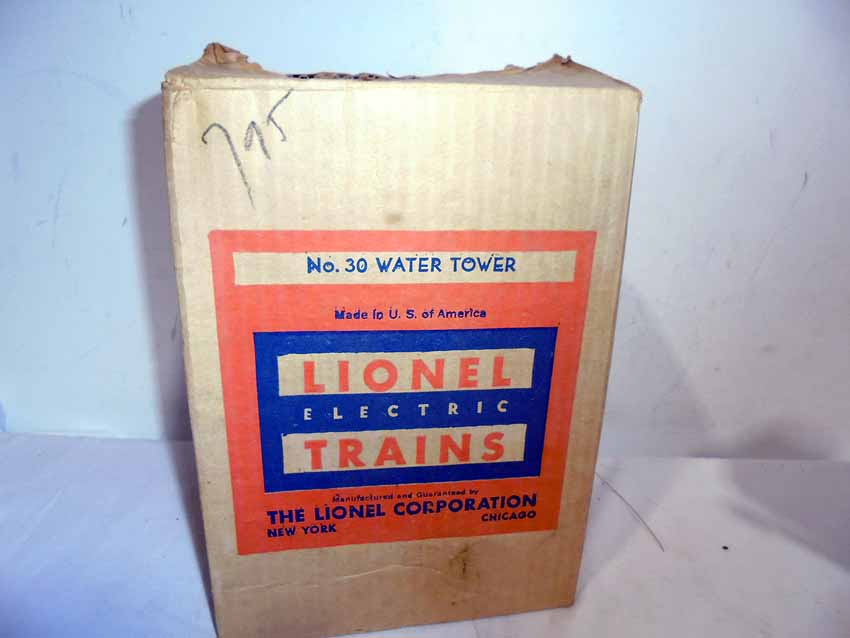 795
No. 30 WATER TOWER
Made in U. S. of America
LIONEL
ELECTRIC
TRAINS
Manufactured and Guaranteed by
THE LIONEL CORPORATION
NEW YORK CHICAGO